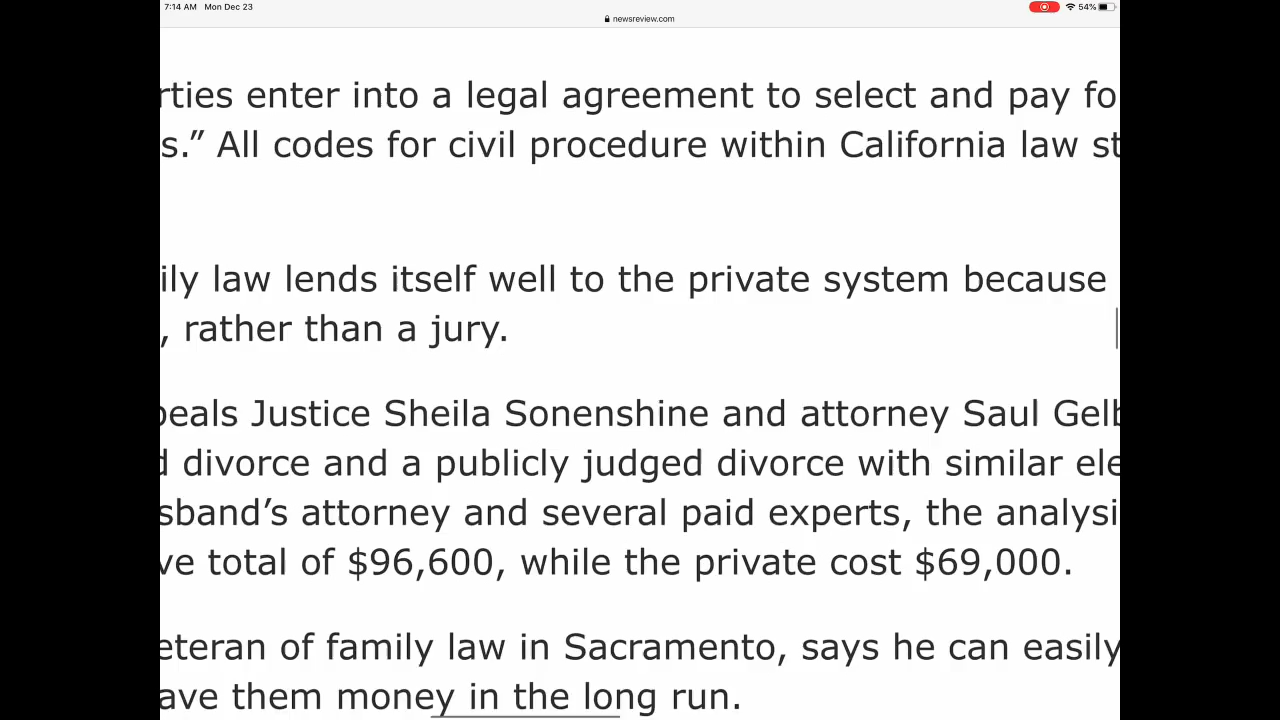 7:14 AM Mon Dec 23
54%
newsreview.com
rties enter into a legal agreement to select and pay fo
s.” All codes for civil procedure within California law st
ily law lends itself well to the private system because
, rather than a jury.
peals Justice Sheila Sonenshine and attorney Saul Gelb
d divorce and a publicly judged divorce with similar ele
sband’s attorney and several paid experts, the analysi
ve total of $96,600, while the private cost $69,000.
eteran of family law in Sacramento, says he can easily
ave them money in the long run.